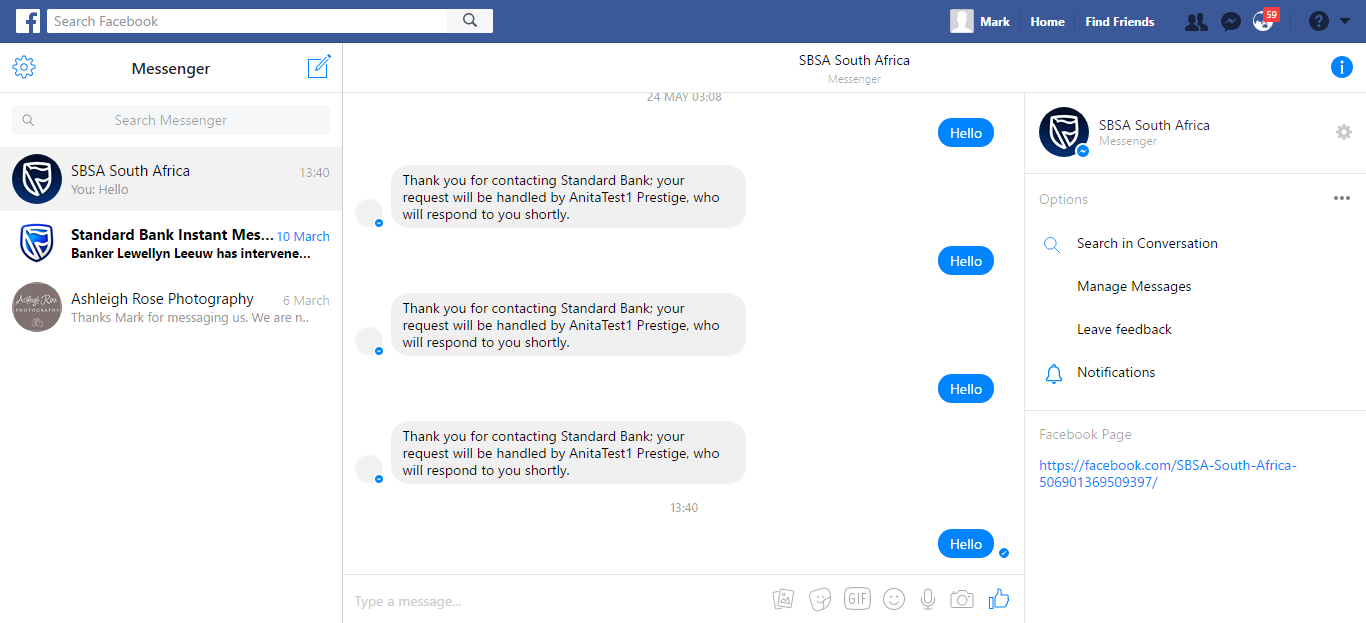 Search Facebook
Mark
Home
Find Friends
59
Messenger
Search Messenger
SBSA South Africa
13:40
You: Hello
Standard Bank Instant Mes...
10 March
Banker Lewellyn Leeuw has intervene...
Ashleigh Rose Photography
6 March
Thanks Mark for messaging us. We are n..
Ashleigh Rose
PHOTOGRAPHY
SBSA South Africa
Messenger
24 MAY 03:08
Hello
Thank you for contacting Standard Bank; your
request will be handled by AnitaTest1 Prestige, who
will respond to you shortly.
Hello
Thank you for contacting Standard Bank; your
request will be handled by AnitaTest1 Prestige, who
will respond to you shortly.
Hello
Thank you for contacting Standard Bank; your
request will be handled by AnitaTest1 Prestige, who
will respond to you shortly.
13:40
Hello
Type a message...
GIF
SBSA South Africa
Messenger
Options
Search in Conversation
Manage Messages
Leave feedback
Notifications
Facebook Page
https://facebook.com/SBSA-South-Africa-
506901369509397/